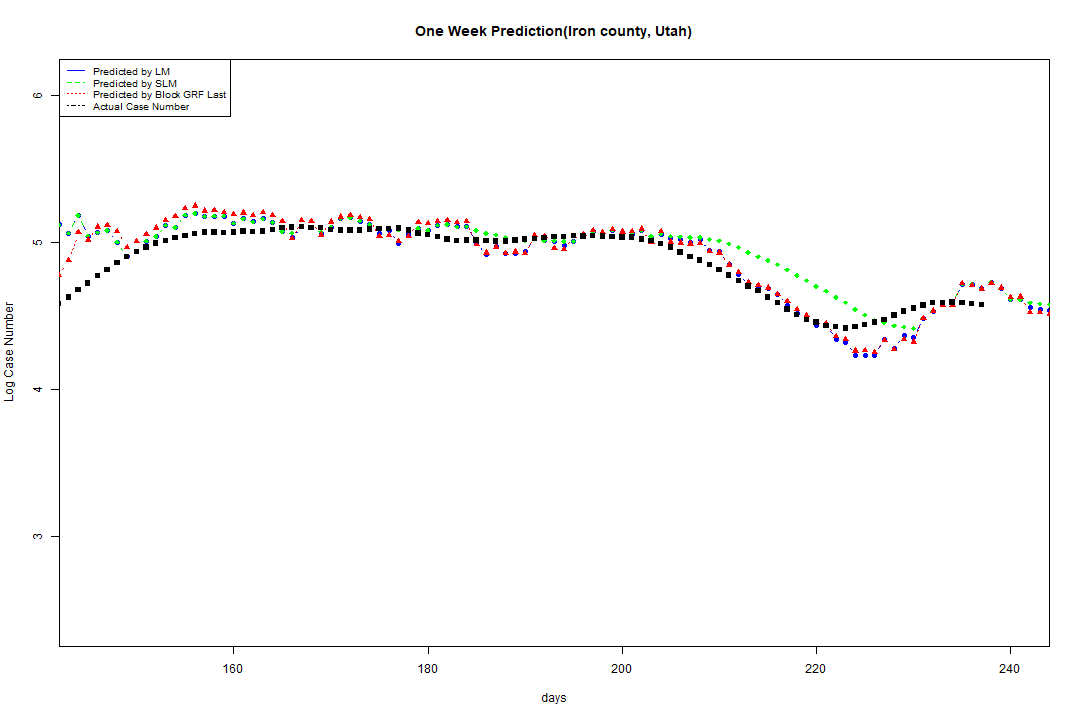 One Week Prediction(Iron county, Utah)
Predicted by LM
Predicted by SLM
Predicted by Block GRF Last
Actual Case Number
6
5
4
3
Log Case Number
160 180 200 220 240
days